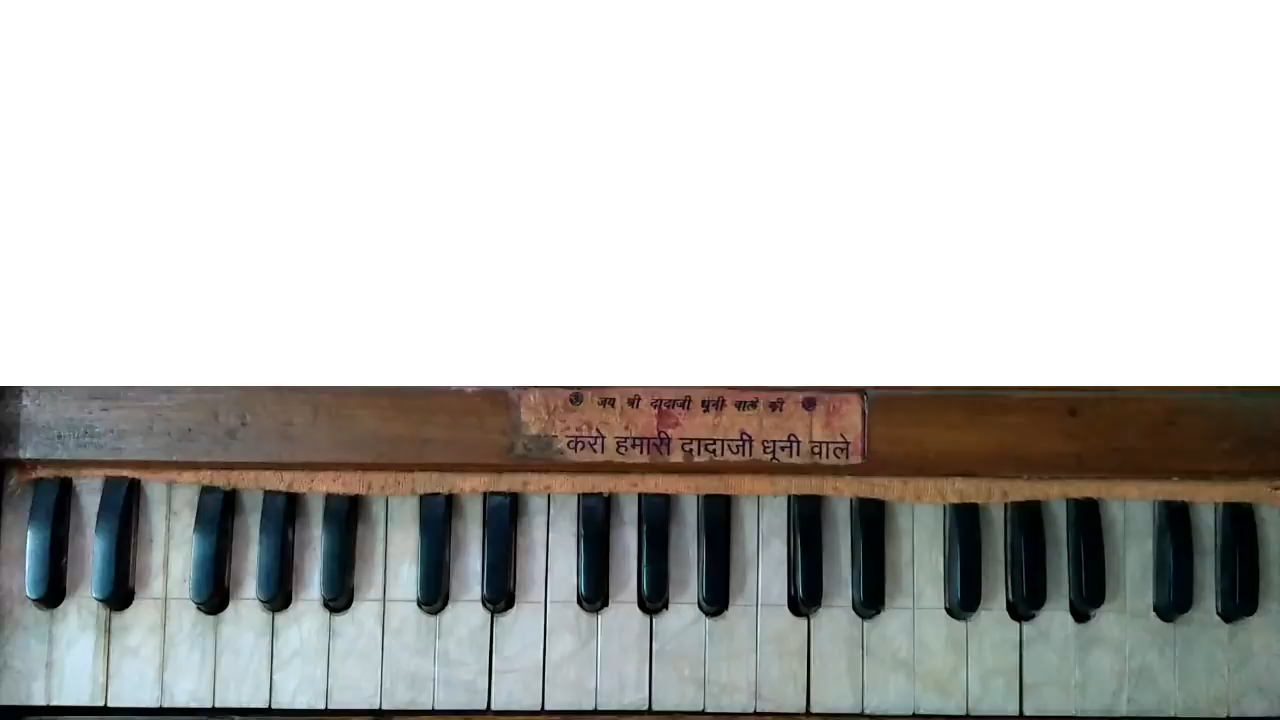 जय श्री दादाजी धूनी वाले की
करो हमारी दादाजी धूनी वाले